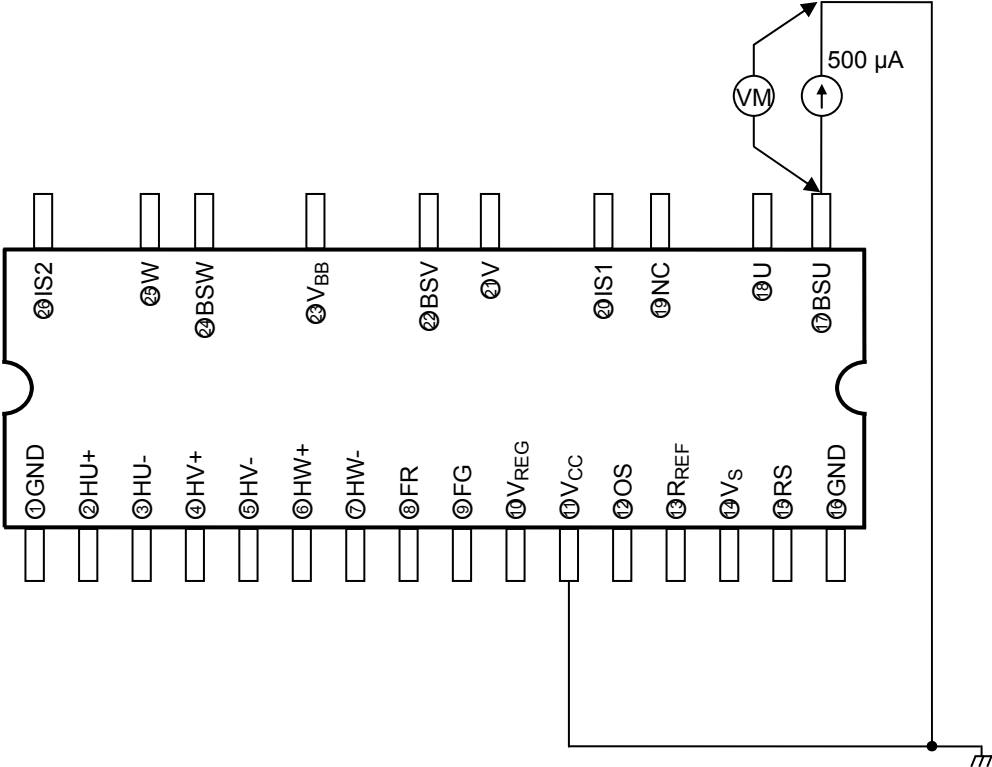 500 µA
VM
㉖IS2
㉕W
㉔BSW
㉓VBB
㉒BSV
㉑V
⑳IS1
⑲NC
⑱U
⑰BSU
①GND
②HU+
③HU-
④HV+
⑤HV-
⑥HW+
⑦HW-
⑧FR
⑨FG
⑩VREG
⑪VCC
⑫OS
⑬RREF
⑭VS
⑮RS
⑯GND